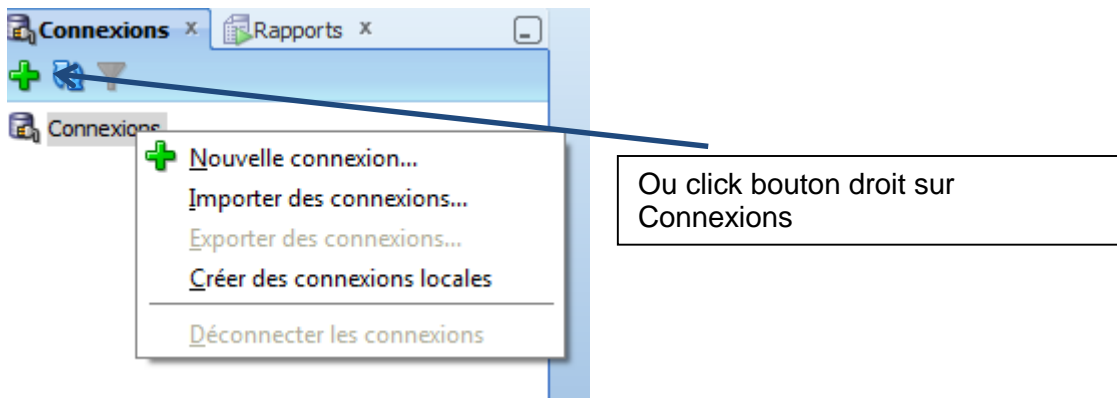 Connexions x Rapports x
Connexions
Nouvelle connexion...
Importer des connexions...
Exporter des connexions...
Créer des connexions locales
Déconnecter les connexions
Ou click bouton droit sur
Connexions